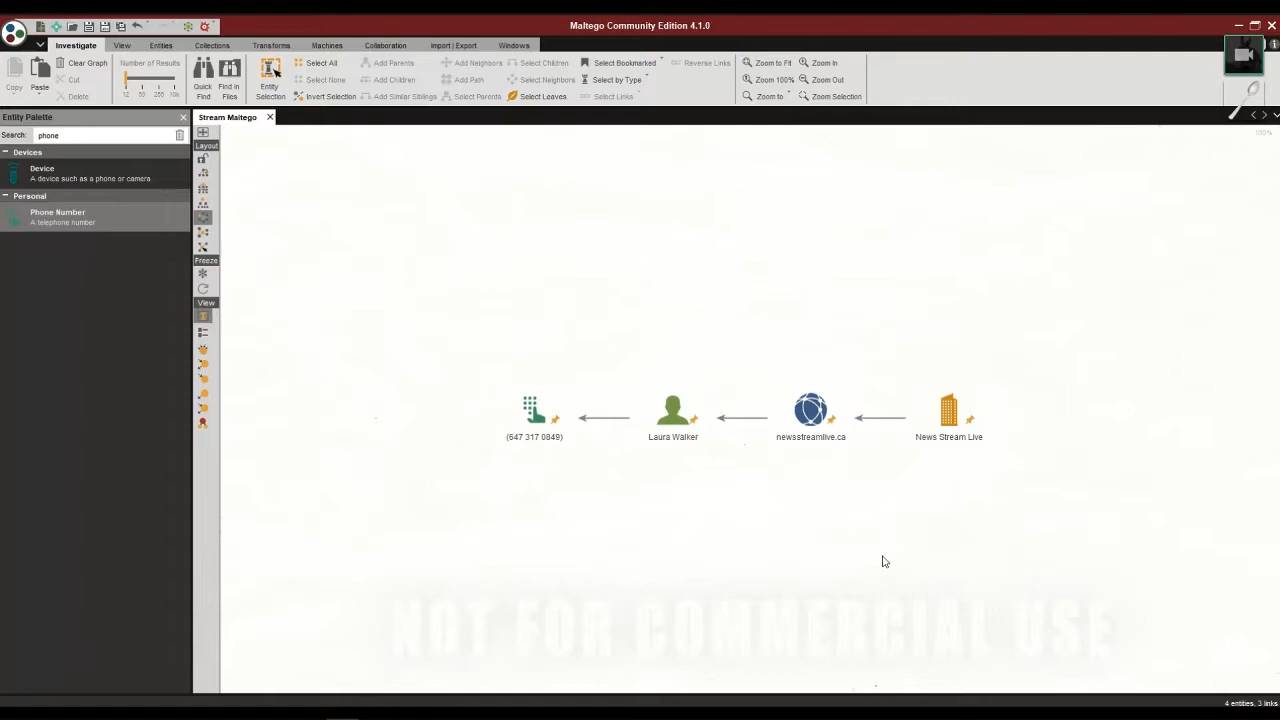 Maltego Community Edition 4.1.0
Investigate View Entities Collections Transforms Machines Collaboration Import | Export Windows
Copy Paste Clear Graph Cut Delete
Number of Results
12 50 255 10k
Quick Find Find in Files
Entity Selection
Select All Select None Invert Selection
Add Parents Add Children Add Similar Siblings
Add Neighbors Add Path Select Parents
Select Children Select Neighbors Select Leaves
Select Bookmarked Select by Type Select Links
Reverse Links
Zoom to Fit Zoom 100% Zoom to
Zoom In Zoom Out Zoom Selection
Entity Palette
Search: phone
Devices
Device
A device such as a phone or camera
Personal
Phone Number
A telephone number
Stream Maltego
Layout
Freeze
View
100%
(647 317 0849) Laura Walker newsstreamlive.ca News Stream Live
NOT FOR COMMERCIAL USE
4 entities, 3 links